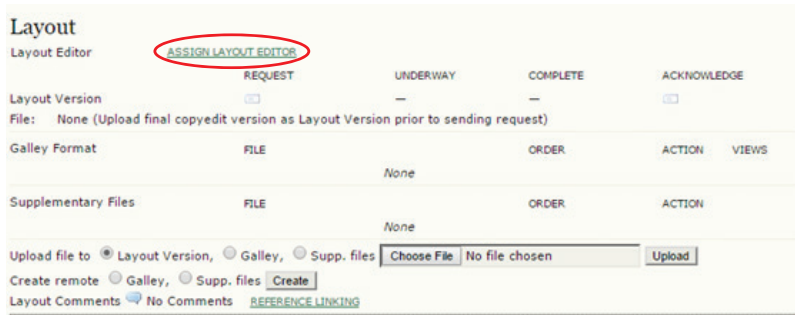 Layout
Layout Editor ASSIGN LAYOUT EDITOR
REQUEST UNDERWAY COMPLETE ACKNOWLEDGE
Layout Version — —
File: None (Upload final copyedit version as Layout Version prior to sending request)
Galley Format FILE ORDER ACTION VIEWS
None
Supplementary Files FILE ORDER ACTION
None
Upload file to Layout Version, Galley, Supp. files Choose File No file chosen Upload
Create remote Galley, Supp. files Create
Layout Comments No Comments REFERENCE LINKING